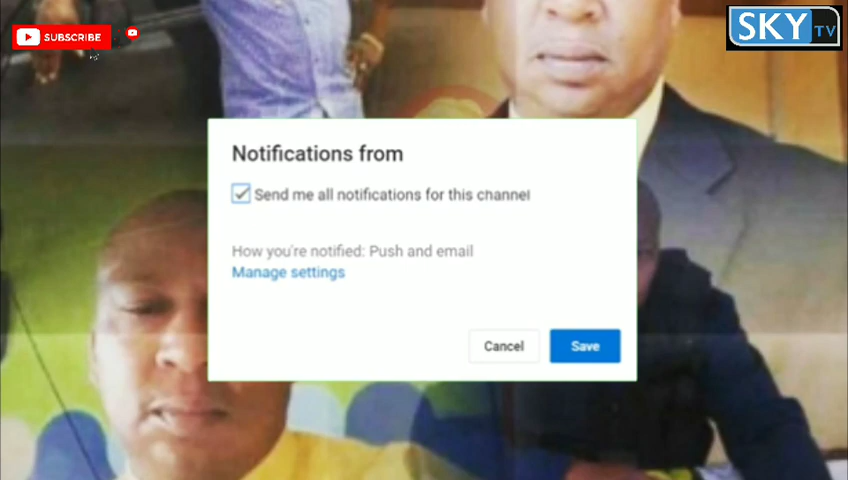 SUBSCRIBE
SKY TV
Notifications from
Send me all notifications for this channel
How you're notified: Push and email
Manage settings
Cancel
Save